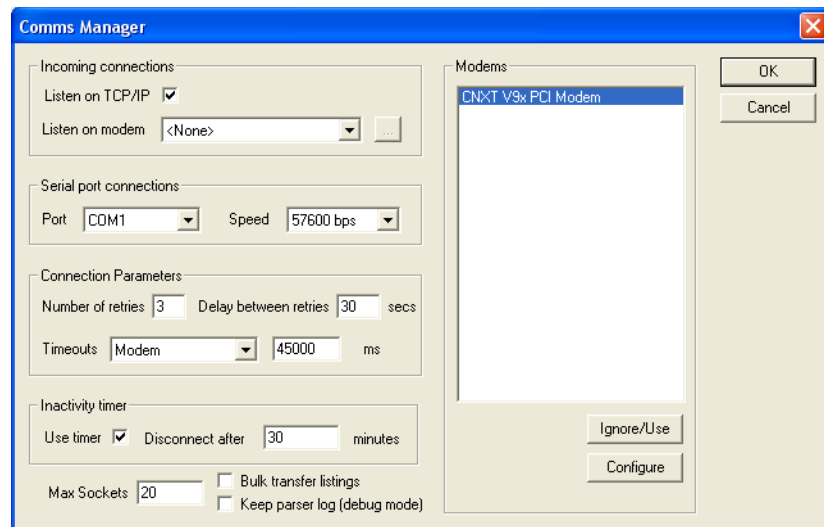 Comms Manager
Incoming connections
Listen on TCP/IP
Listen on modem <None> ...
Serial port connections
Port COM1 Speed 57600 bps
Connection Parameters
Number of retries 3 Delay between retries 30 secs
Timeouts Modem 45000 ms
Inactivity timer
Use timer Disconnect after 30 minutes
Max Sockets 20
Bulk transfer listings
Keep parser log (debug mode)
Modems
CNXT V9x PCI Modem
Ignore/Use
Configure
OK
Cancel